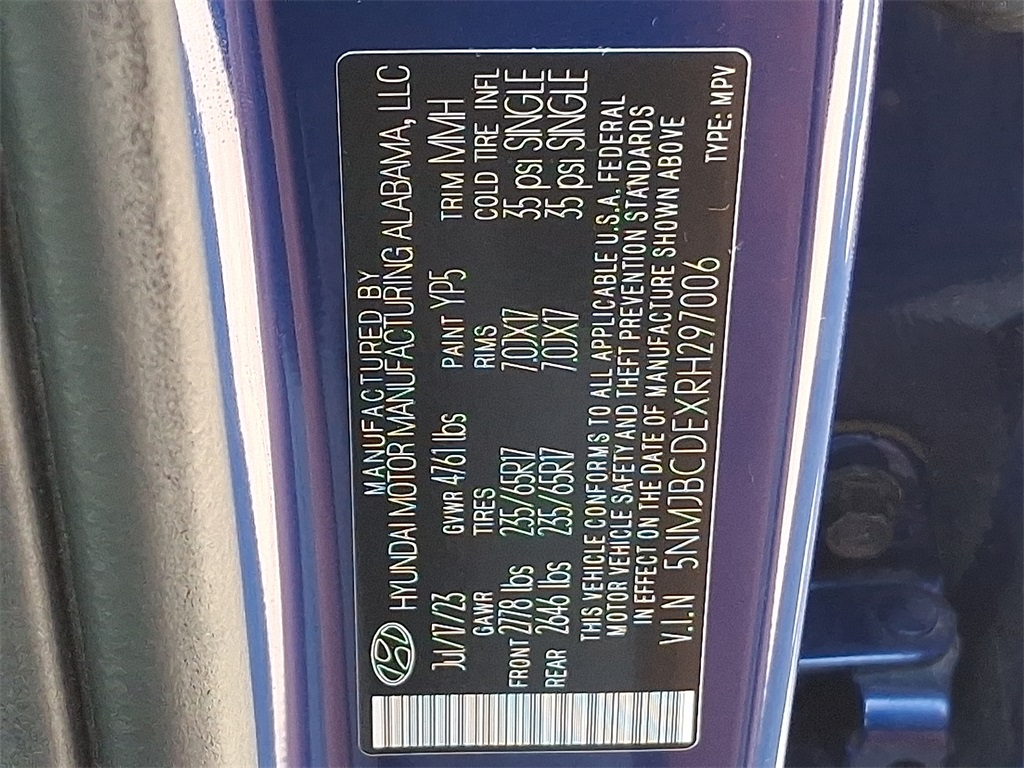 MANUFACTURED BY
HYUNDAI MOTOR MANUFACTURING ALABAMA, LLC
Jul/17/23 GVWR 4761 lbs PAINT YP5 TRIM MMH
GAWR TIRES RIMS COLD TIRE INFL
FRONT 2778 lbs 235/65R17 7.0JX17 35 psi SINGLE
REAR 2646 lbs 235/65R17 7.0JX17 35 psi SINGLE
THIS VEHICLE CONFORMS TO ALL APPLICABLE U.S.A. FEDERAL
MOTOR VEHICLE SAFETY AND THEFT PREVENTION STANDARDS
IN EFFECT ON THE DATE OF MANUFACTURE SHOWN ABOVE
V.I.N 5NMJBCDEXRH297006 TYPE: MPV